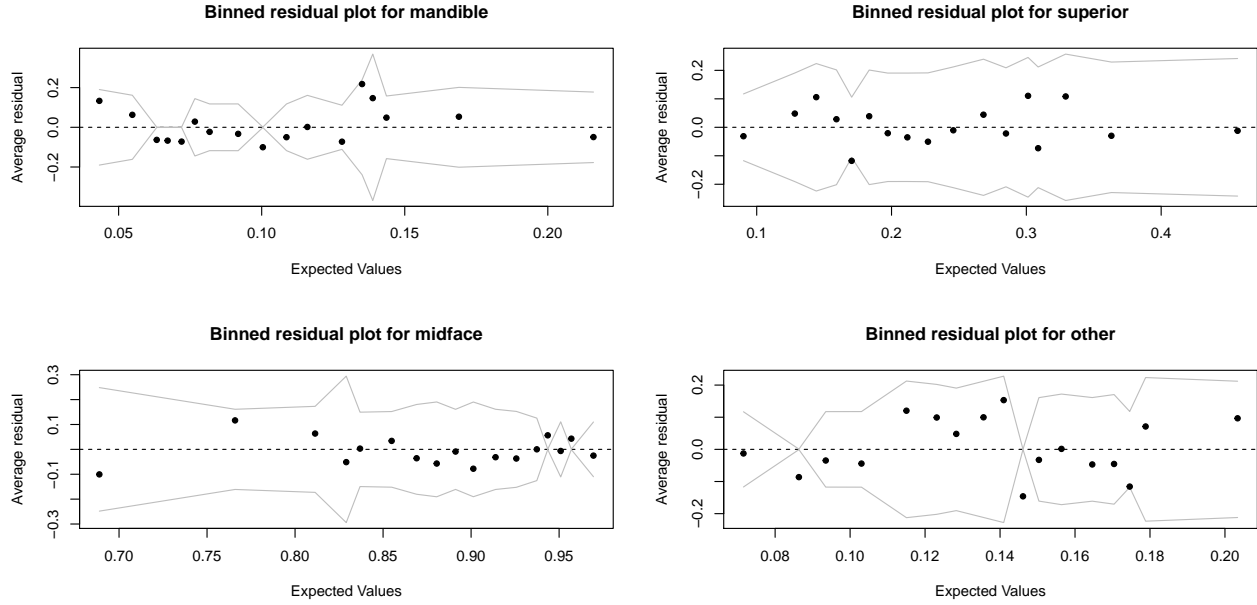 Binned residual plot for mandible
Average residual
−0.2 0.0 0.2
0.05 0.10 0.15 0.20
Expected Values
Binned residual plot for superior
Average residual
−0.2 0.0 0.2
0.1 0.2 0.3 0.4
Expected Values
Binned residual plot for midface
Average residual
−0.3 −0.1 0.1 0.3
0.70 0.75 0.80 0.85 0.90 0.95
Expected Values
Binned residual plot for other
Average residual
−0.2 0.0 0.2
0.08 0.10 0.12 0.14 0.16 0.18 0.20
Expected Values